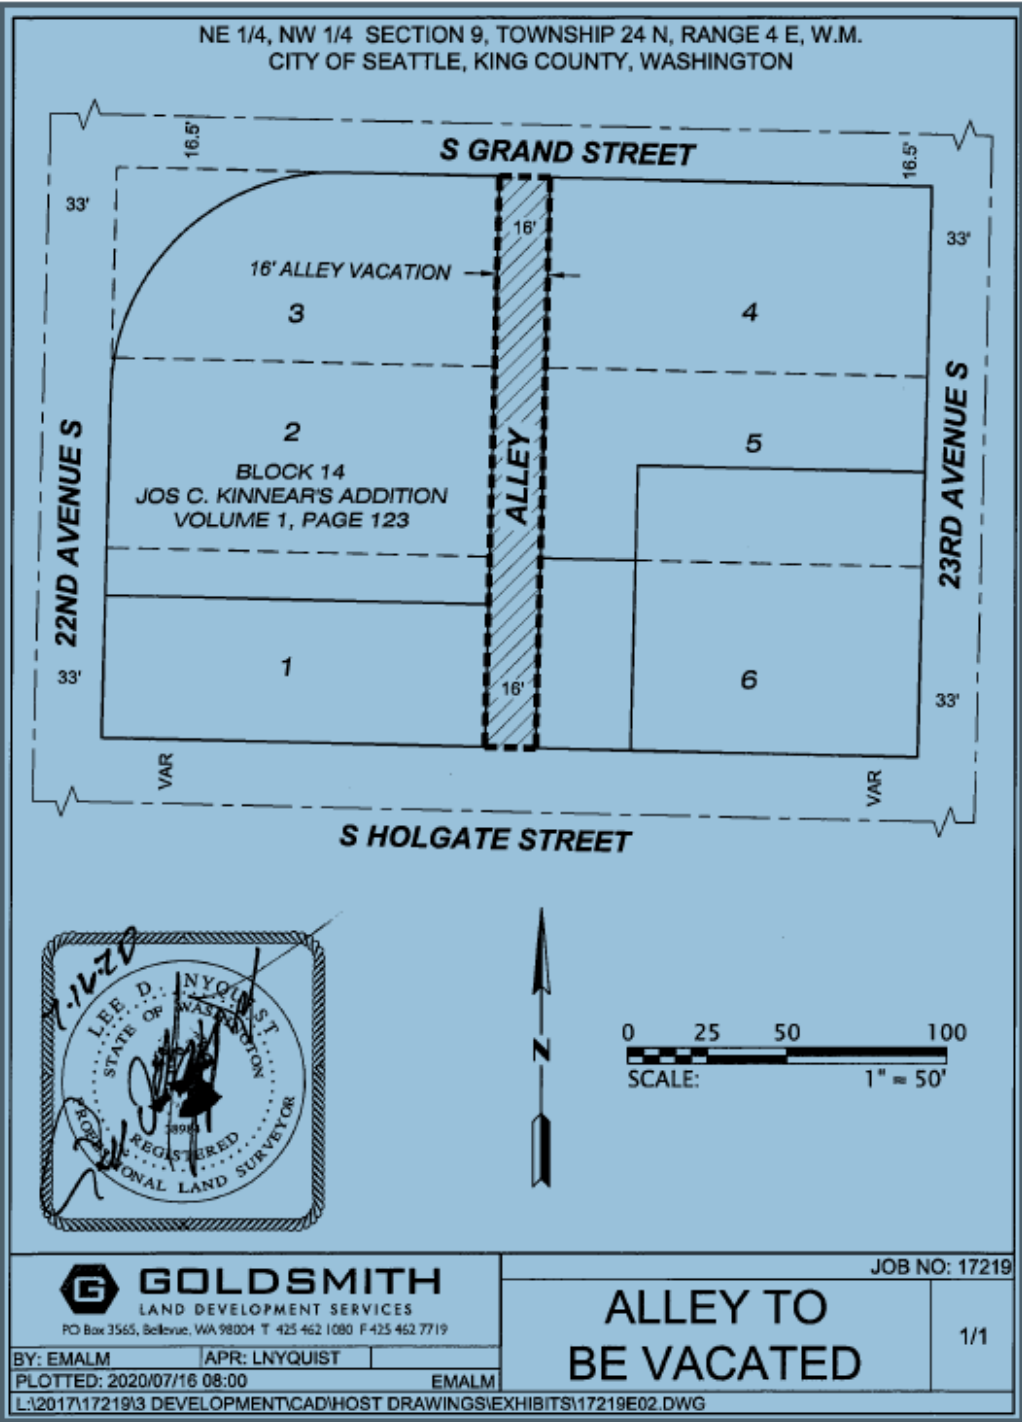 NE 1/4, NW 1/4 SECTION 9, TOWNSHIP 24 N, RANGE 4 E, W.M.
CITY OF SEATTLE, KING COUNTY, WASHINGTON
16.5'
S GRAND STREET
16.5'
33'
33'
16'
16' ALLEY VACATION
3
4
2
5
BLOCK 14
JOS C. KINNEAR'S ADDITION
VOLUME 1, PAGE 123
ALLEY
22ND AVENUE S
23RD AVENUE S
1
6
33'
16'
33'
VAR
VAR
S HOLGATE STREET
7-16-20
LEE D. NYQUIST
STATE OF WASHINGTON
38984
REGISTERED
PROFESSIONAL LAND SURVEYOR
N
0 25 50 100
SCALE: 1" = 50'
GOLDSMITH
LAND DEVELOPMENT SERVICES
PO Box 3565, Bellevue, WA 98004 T 425 462 1080 F 425 462 7719
BY: EMALM APR: LNYQUIST
PLOTTED: 2020/07/16 08:00 EMALM
L:\2017\17219\3 DEVELOPMENT\CAD\HOST DRAWINGS\EXHIBITS\17219E02.DWG
JOB NO: 17219
ALLEY TO
BE VACATED
1/1